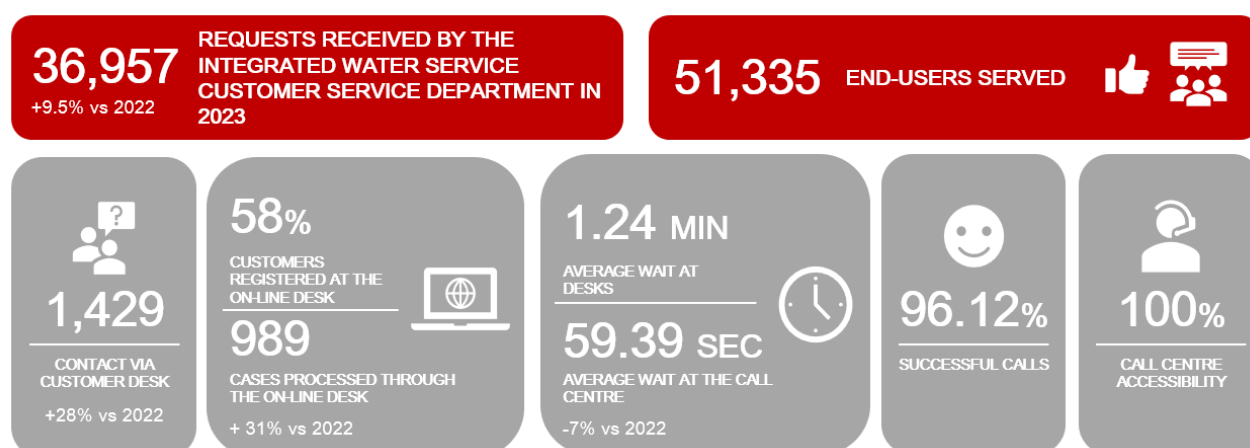 36,957
+9.5% vs 2022
REQUESTS RECEIVED BY THE
INTEGRATED WATER SERVICE
CUSTOMER SERVICE DEPARTMENT IN
2023
51,335
END-USERS SERVED
?
1,429
CONTACT VIA
CUSTOMER DESK
+28% vs 2022
58%
CUSTOMERS
REGISTERED AT THE
ON-LINE DESK
989
CASES PROCESSED THROUGH
THE ON-LINE DESK
+ 31% vs 2022
1.24 MIN
AVERAGE WAIT AT
DESKS
59.39 SEC
AVERAGE WAIT AT THE CALL
CENTRE
-7% vs 2022
96.12%
SUCCESSFUL CALLS
100%
CALL CENTRE
ACCESSIBILITY